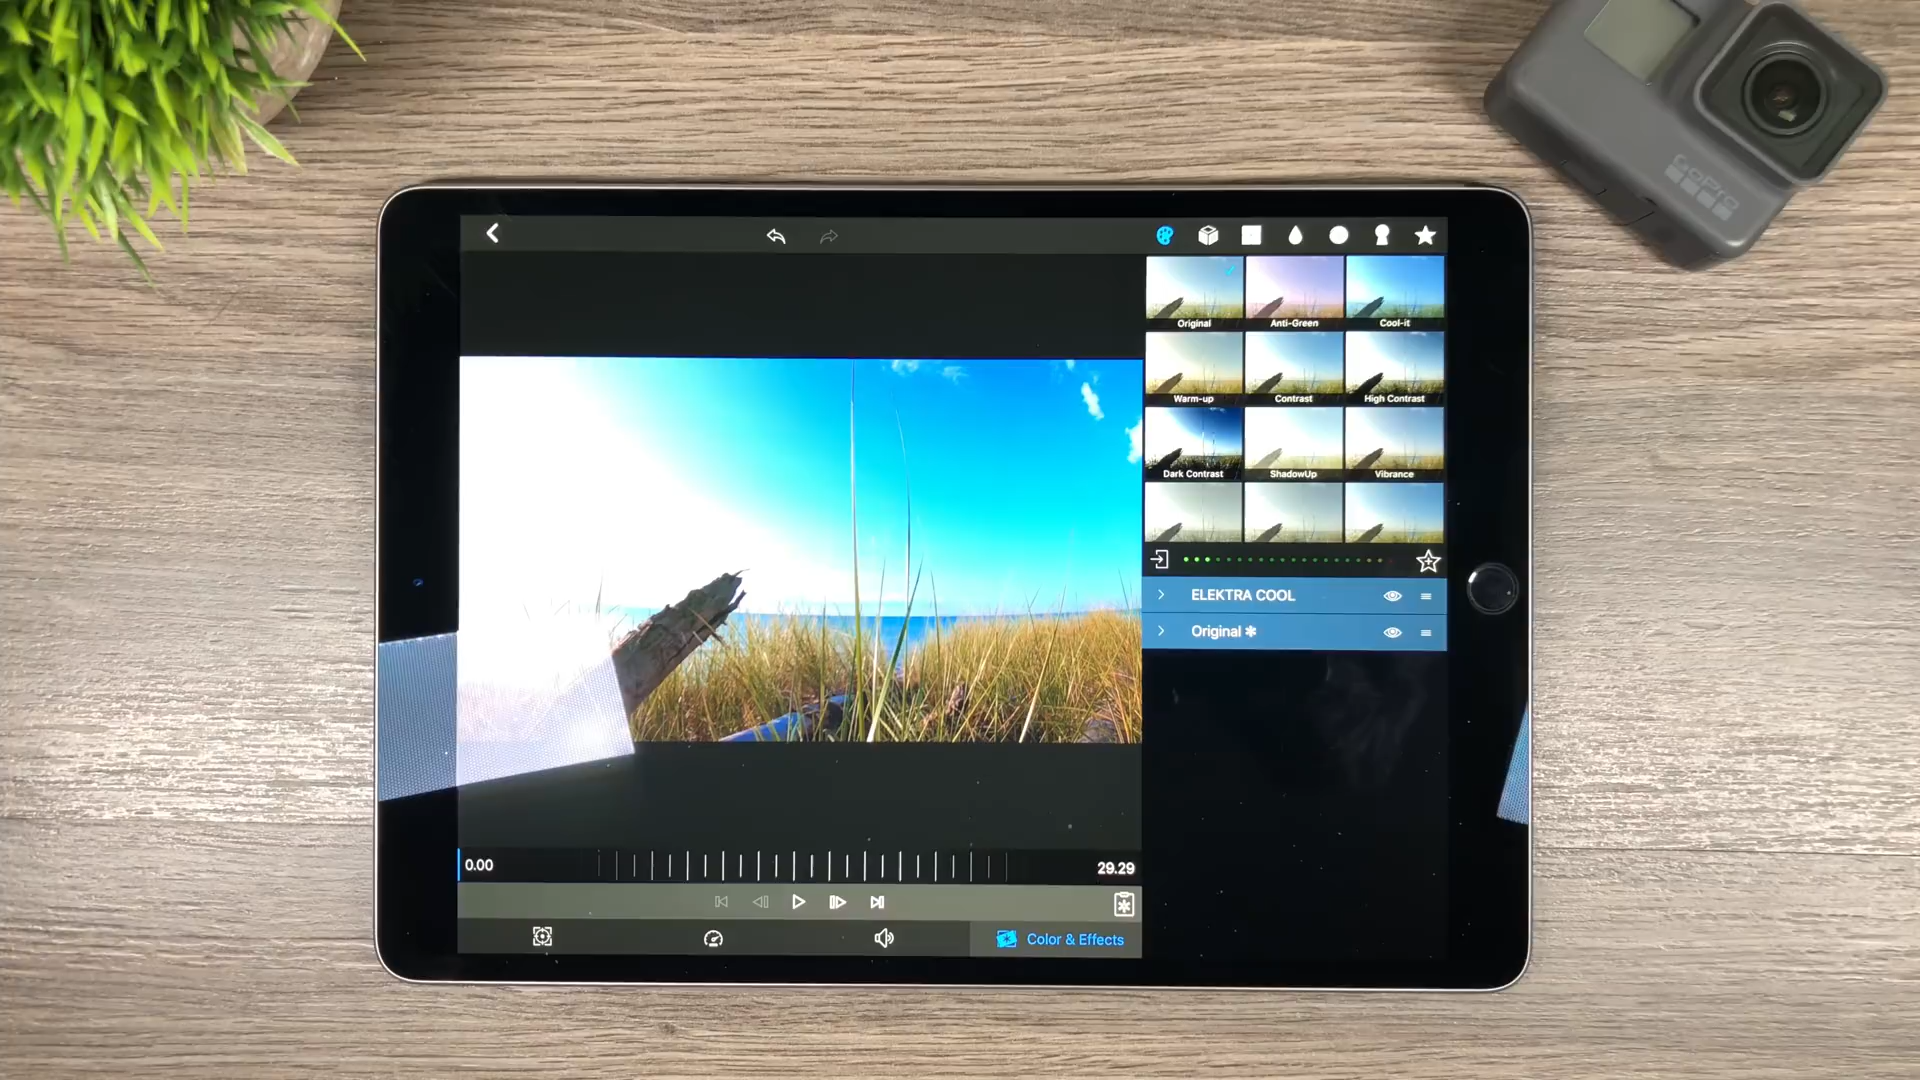 GoPro
Original
Anti-Green
Cool-it
Warm-up
Contrast
High Contrast
Dark Contrast
ShadowUp
Vibrance
ELEKTRA COOL
Original ✻
0.00
29.29
Color & Effects